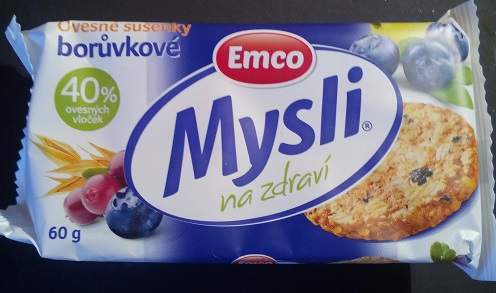 Ovesné sušenky
borůvkové
40%
ovesných
vloček
Emco
Mysli®
na zdraví
60 g